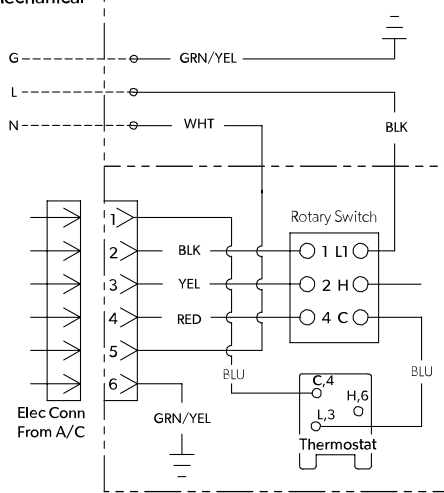 G GRN/YEL
L
N WHT
BLK
Rotary Switch
1
2 BLK 1 L1
3 YEL 2 H
4 RED 4 C
5
BLU BLU
6 C,4
H,6
Elec Conn GRN/YEL L,3
From A/C Thermostat